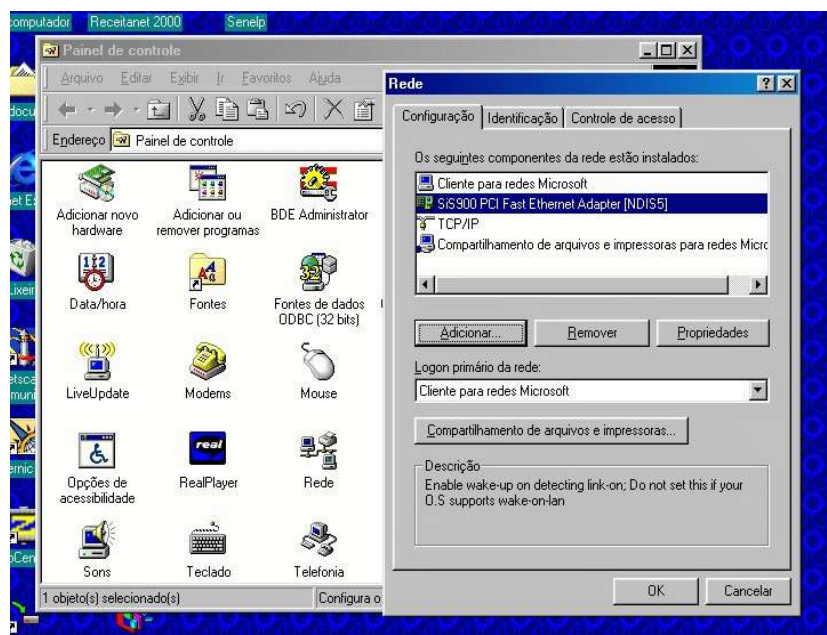 Receitanet 2000
Senelp
Painel de controle
Arquivo Editar Exibir Ir Favoritos Ajuda
Endereço Painel de controle
Adicionar novo
hardware
Adicionar ou
remover programas
BDE Administrator
Data/hora
Fontes
Fontes de dados
ODBC (32 bits)
LiveUpdate
Modems
Mouse
Opções de
acessibilidade
real
RealPlayer
Rede
Sons
Teclado
Telefonia
1 objeto(s) selecionado(s)
Configura o
Rede
Configuração Identificação Controle de acesso
Os seguintes componentes da rede estão instalados:
Cliente para redes Microsoft
SiS900 PCI Fast Ethernet Adapter [NDIS5]
TCP/IP
Compartilhamento de arquivos e impressoras para redes Micro
Adicionar... Remover Propriedades
Logon primário da rede:
Cliente para redes Microsoft
Compartilhamento de arquivos e impressoras...
Descrição
Enable wake-up on detecting link-on; Do not set this if your
O.S supports wake-on-lan
OK Cancelar